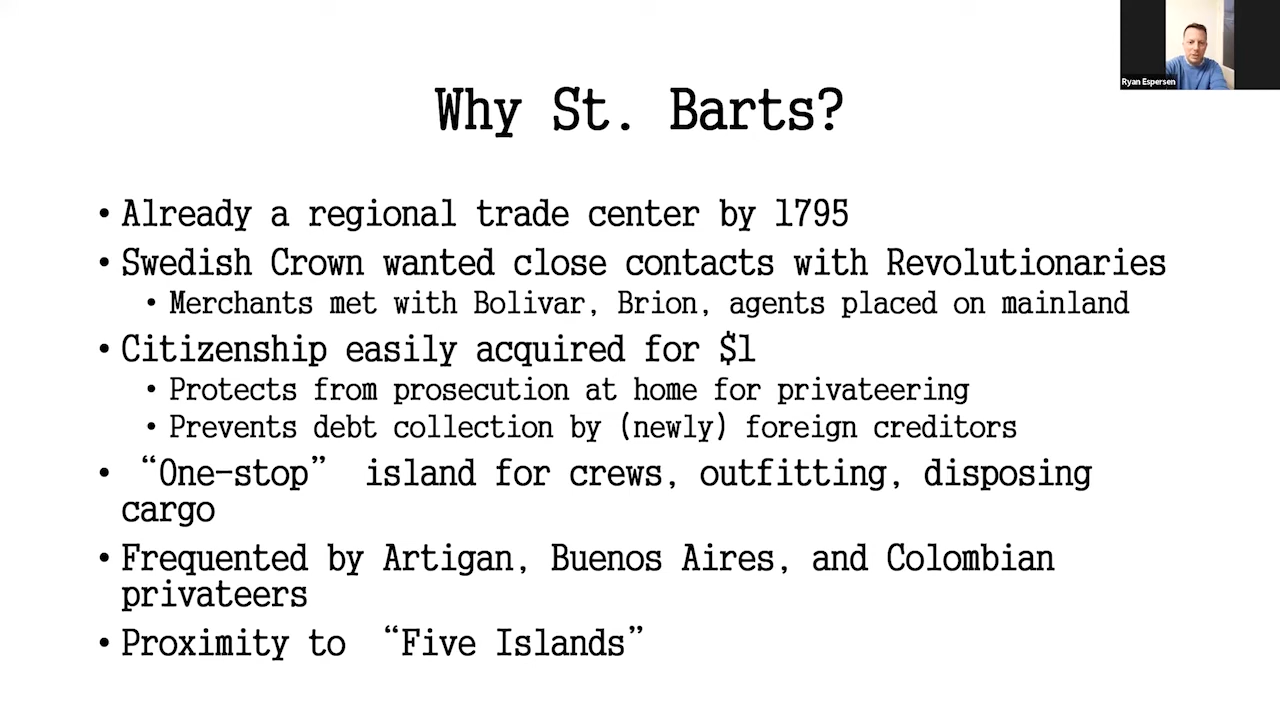 Ryan Espersen
Why St. Barts?
• Already a regional trade center by 1795
• Swedish Crown wanted close contacts with Revolutionaries
• Merchants met with Bolivar, Brion, agents placed on mainland
• Citizenship easily acquired for $1
• Protects from prosecution at home for privateering
• Prevents debt collection by (newly) foreign creditors
• “One-stop” island for crews, outfitting, disposing
cargo
• Frequented by Artigan, Buenos Aires, and Colombian
privateers
• Proximity to “Five Islands”